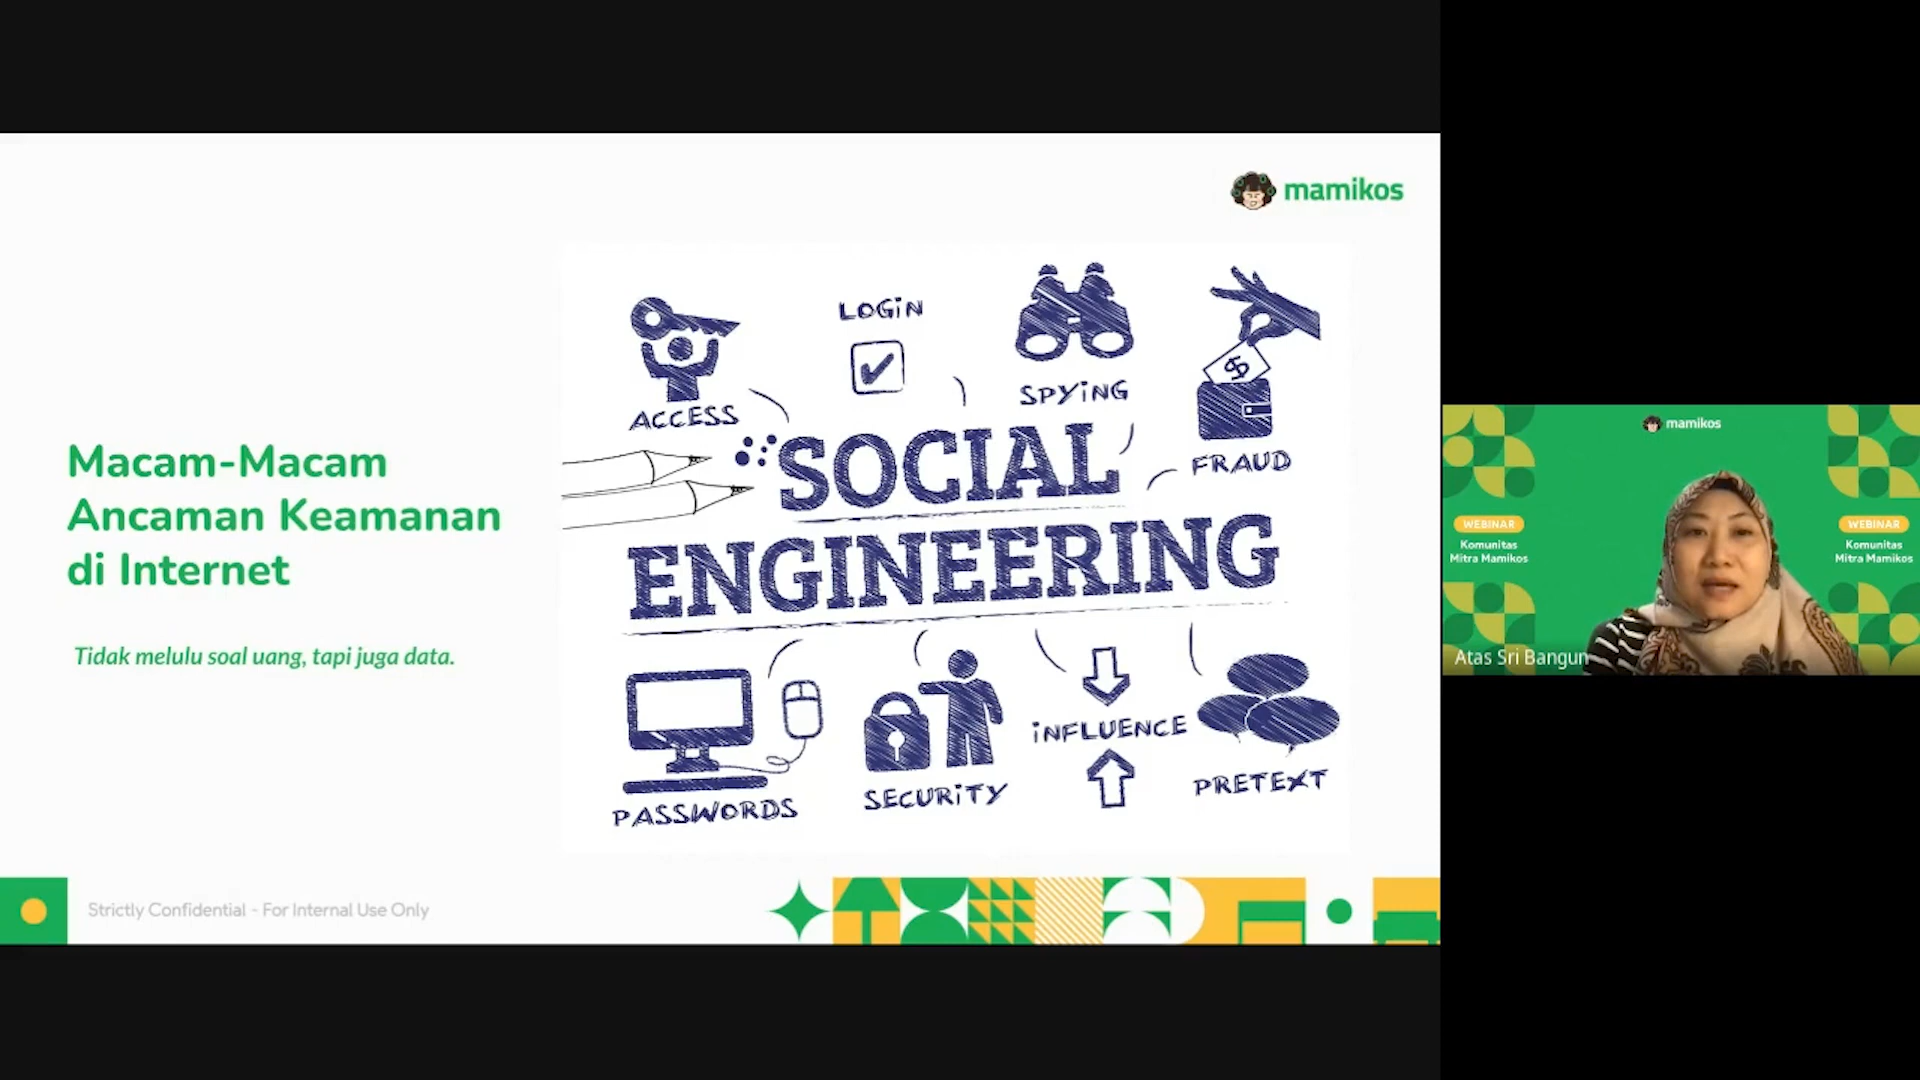 mamikos
Macam-Macam
Ancaman Keamanan
di Internet
Tidak melulu soal uang, tapi juga data.
ACCESS
LOGiN
SPYiNG
FRAUD
SOCIAL
ENGINEERING
PASSWORDS
SECURiTY
iNFLUENCE
PRETEXT
Strictly Confidential - For Internal Use Only
mamikos
WEBINAR
Komunitas
Mitra Mamikos
WEBINAR
Komunitas
Mitra Mamikos
Atas Sri Bangun